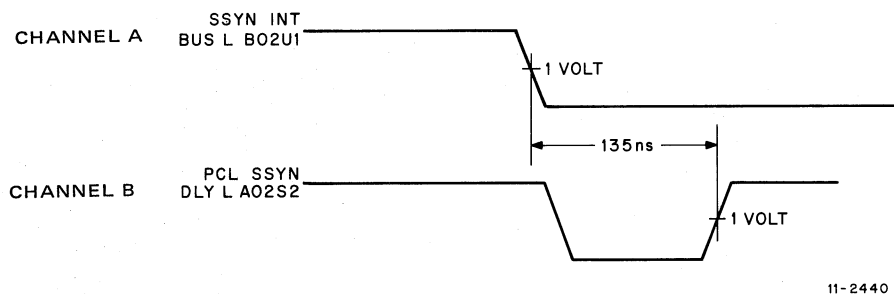 CHANNEL A
SSYN INT
BUS L B02U1
1 VOLT
135ns
CHANNEL B
PCL SSYN
DLY L A02S2
1 VOLT
11-2440